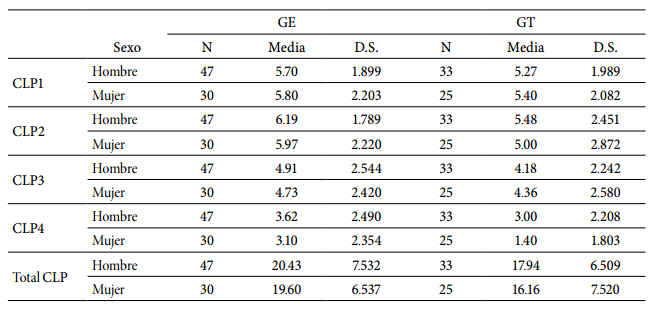 GE GT
Sexo N Media D.S. N Media D.S.
CLP1 Hombre 47 5.70 1.899 33 5.27 1.989
Mujer 30 5.80 2.203 25 5.40 2.082
CLP2 Hombre 47 6.19 1.789 33 5.48 2.451
Mujer 30 5.97 2.220 25 5.00 2.872
CLP3 Hombre 47 4.91 2.544 33 4.18 2.242
Mujer 30 4.73 2.420 25 4.36 2.580
CLP4 Hombre 47 3.62 2.490 33 3.00 2.208
Mujer 30 3.10 2.354 25 1.40 1.803
Total CLP Hombre 47 20.43 7.532 33 17.94 6.509
Mujer 30 19.60 6.537 25 16.16 7.520